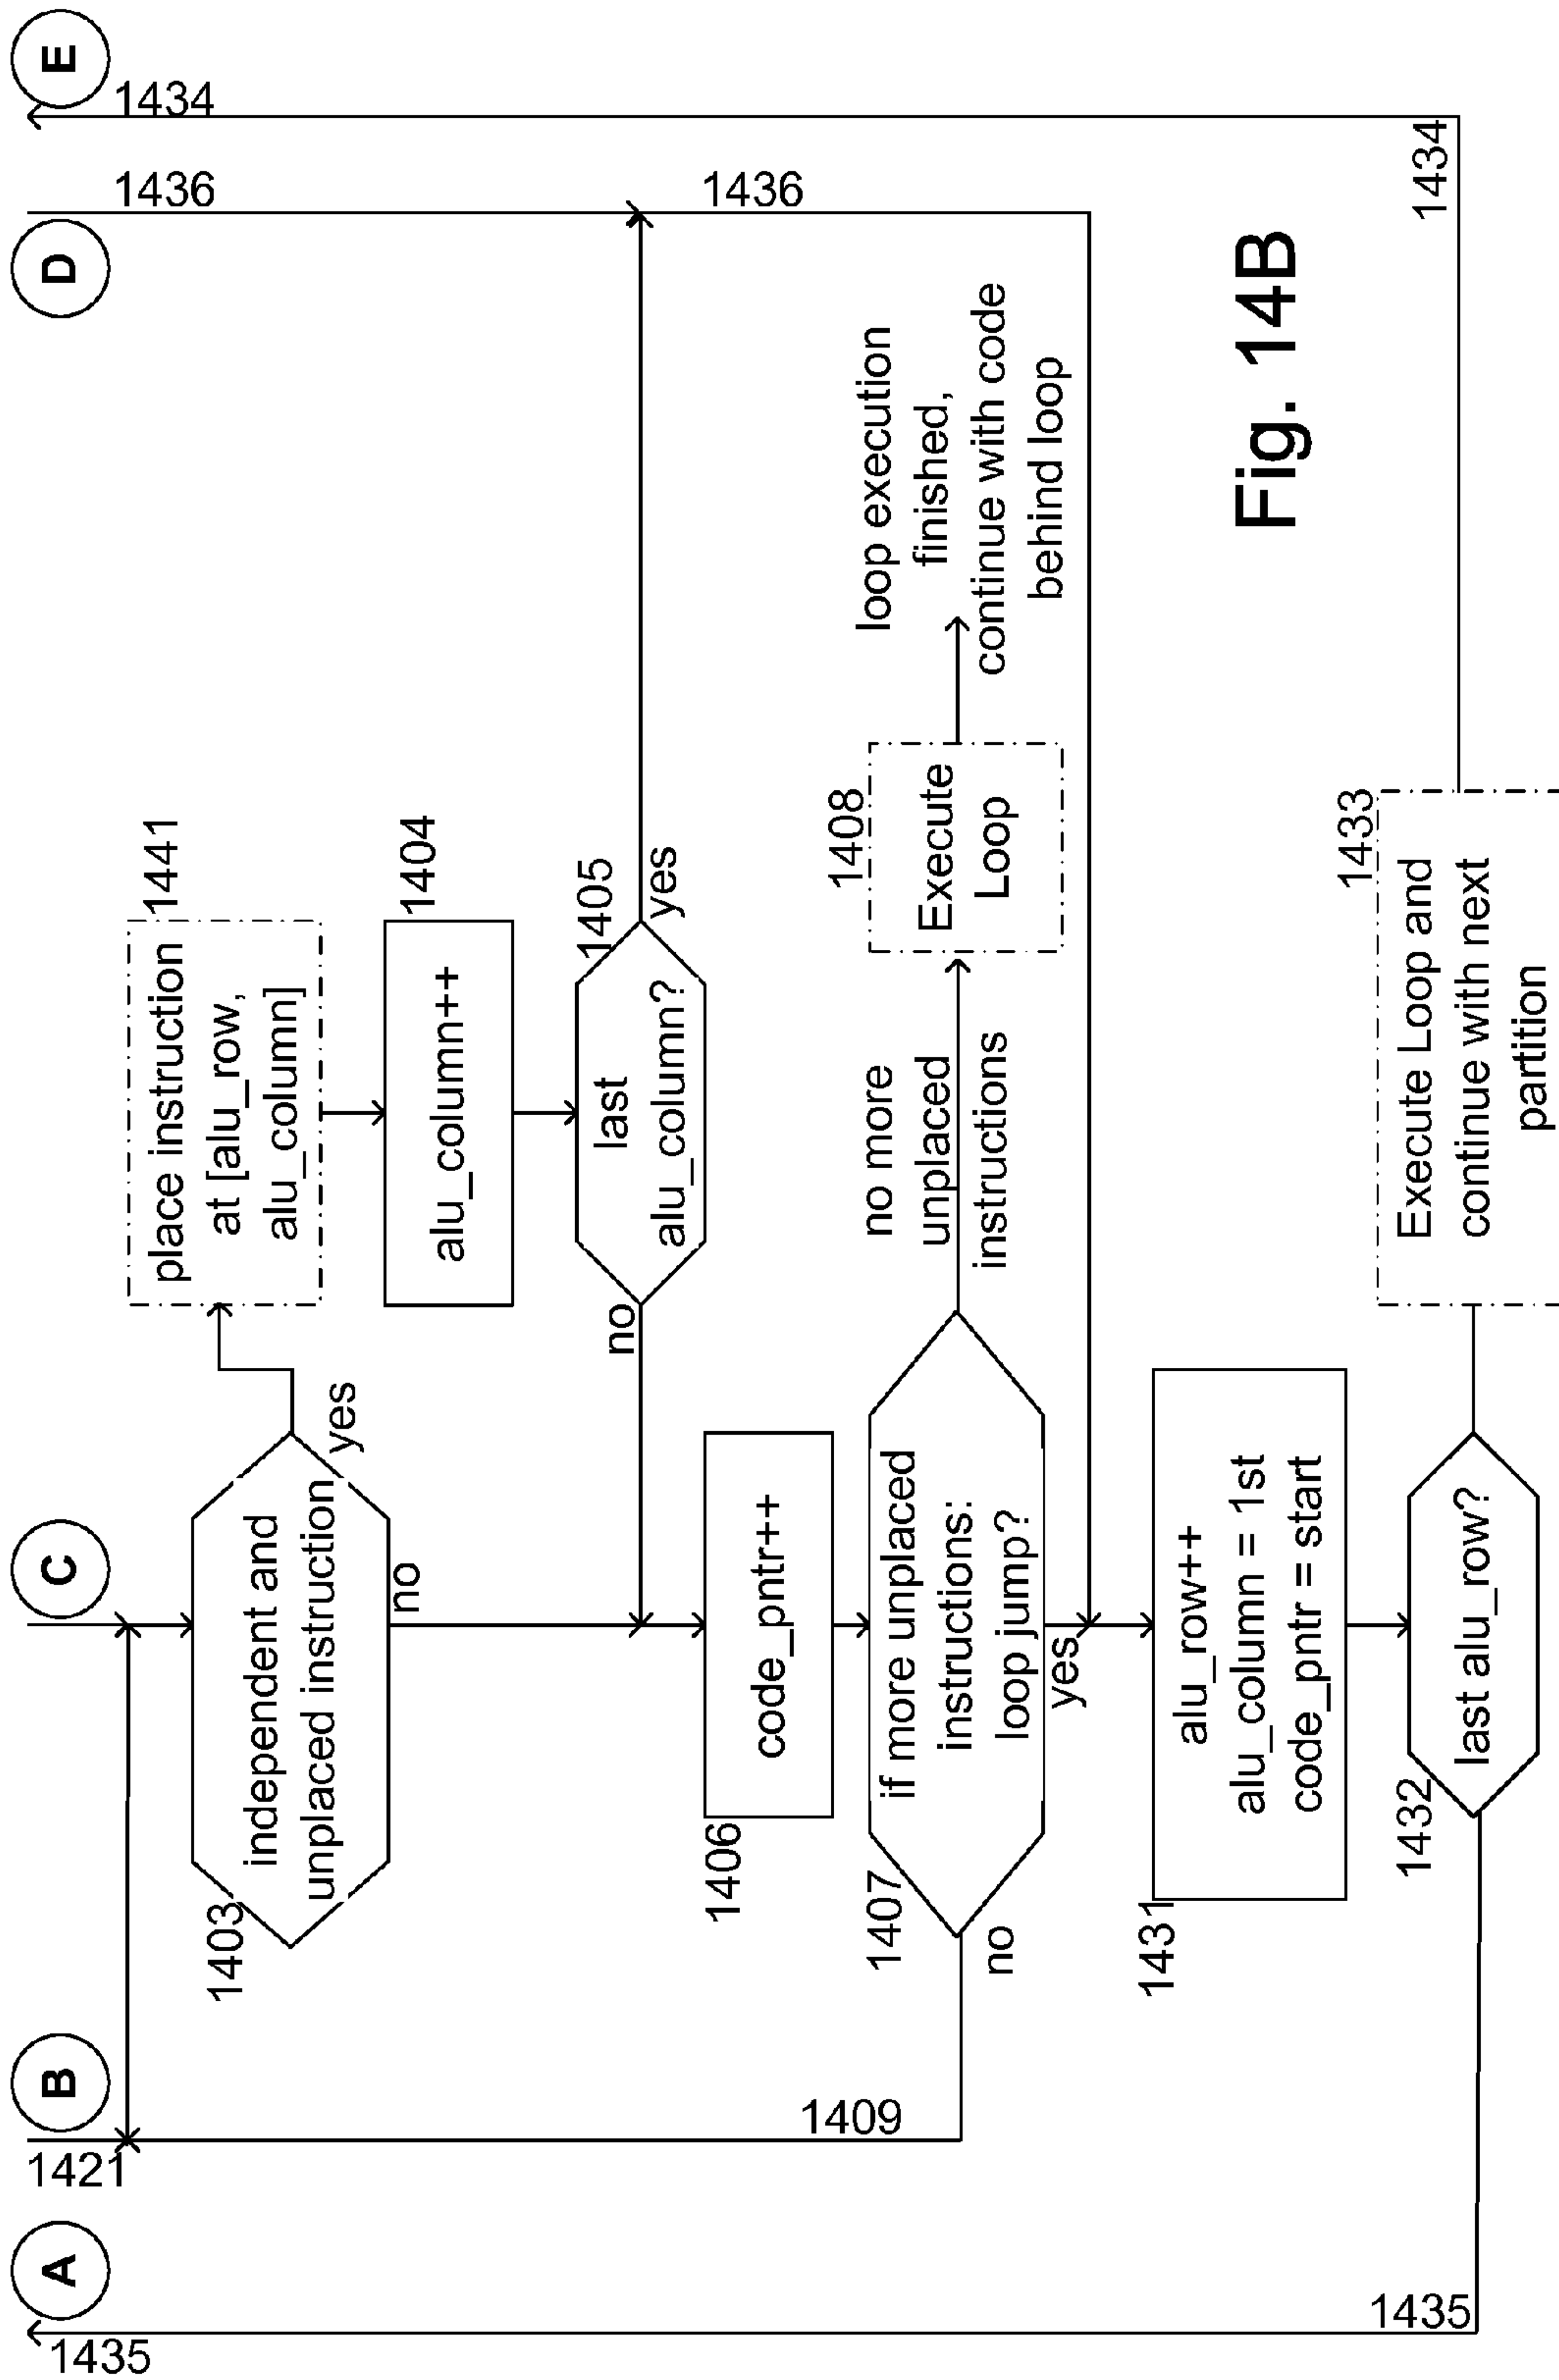 A
B
C
D
E
1435
1421
1436
1434
1403
independent and
unplaced instruction
yes
no
place instruction
at [alu_row,
alu_column]
1441
alu_column++
1404
last
alu_column?
1405
no
yes
1436
1406
code_pntr++
1407
if more unplaced
instructions:
loop jump?
no
yes
1409
no more
unplaced
instructions
1408
Execute
Loop
loop execution
finished,
continue with code
behind loop
1431
alu_row++
alu_column = 1st
code_pntr = start
1432
last alu_row?
1435
1433
Execute Loop and
continue with next
partition
1434
Fig. 14B